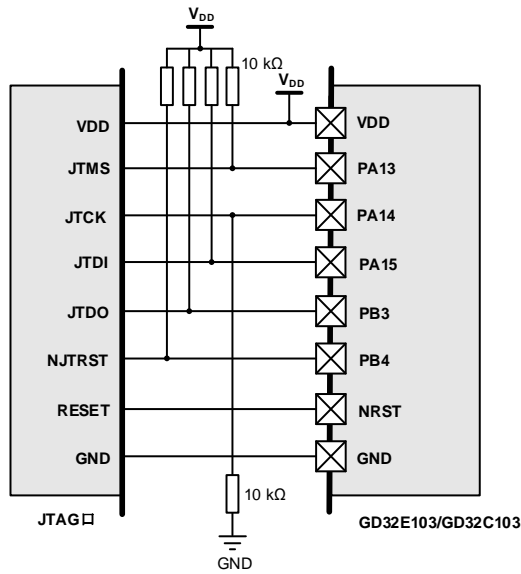 VDD
10 kΩ
VDD
VDD
VDD
JTMS
PA13
JTCK
PA14
JTDI
PA15
JTDO
PB3
NJTRST
PB4
RESET
NRST
GND
GND
10 kΩ
JTAG口
GD32E103/GD32C103
GND